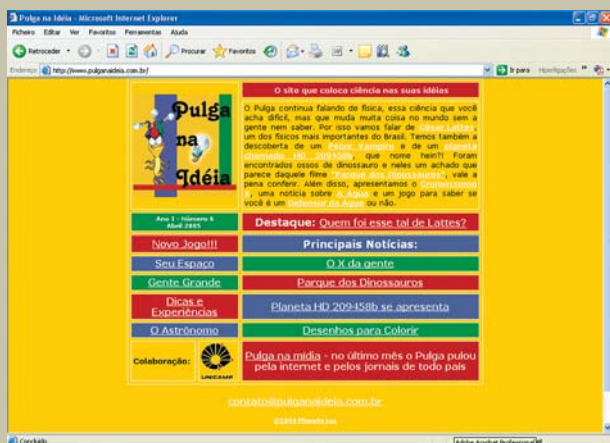 Pulga na Idéia - Microsoft Internet Explorer
Ficheiro Editar Ver Favoritos Ferramentas Ajuda
Retroceder Procurar Favoritos
Endereço http://www.pulganaideia.com.br/ Ir para Hiperligações
Pulga
na
Idéia
O site que coloca ciência nas suas idéias
O Pulga continua falando de física, essa ciência que você
acha difícil, mas que muda muita coisa no mundo sem a
gente nem saber. Por isso vamos falar de César Lattes,
um dos físicos mais importantes do Brasil. Temos também a
descoberta de um Peixe Vampiro e de um planeta
chamado HD 209458b, que nome hein?! Foram
encontrados ossos de dinossauro e neles um achado que
parece daquele filme "Parque dos Dinossauros", vale a
pena conferir. Além disso, apresentamos o Cromossomo
X, uma notícia sobre A Água e um jogo para saber se
você é um Defensor da Água ou não.
Ano 1 - Número 6
Abril 2005
Destaque: Quem foi esse tal de Lattes?
Novo Jogo!!!
Principais Notícias:
Seu Espaço
O X da gente
Gente Grande
Parque dos Dinossauros
Dicas e
Experiências
Planeta HD 209458b se apresenta
O Astrônomo
Desenhos para Colorir
Colaboração:
UNICAMP
Pulga na mídia - no último mês o Pulga pulou
pela internet e pelos jornais de todo país
contato@pulganaideia.com.br
Concluído
Adobe Acrobat Professional